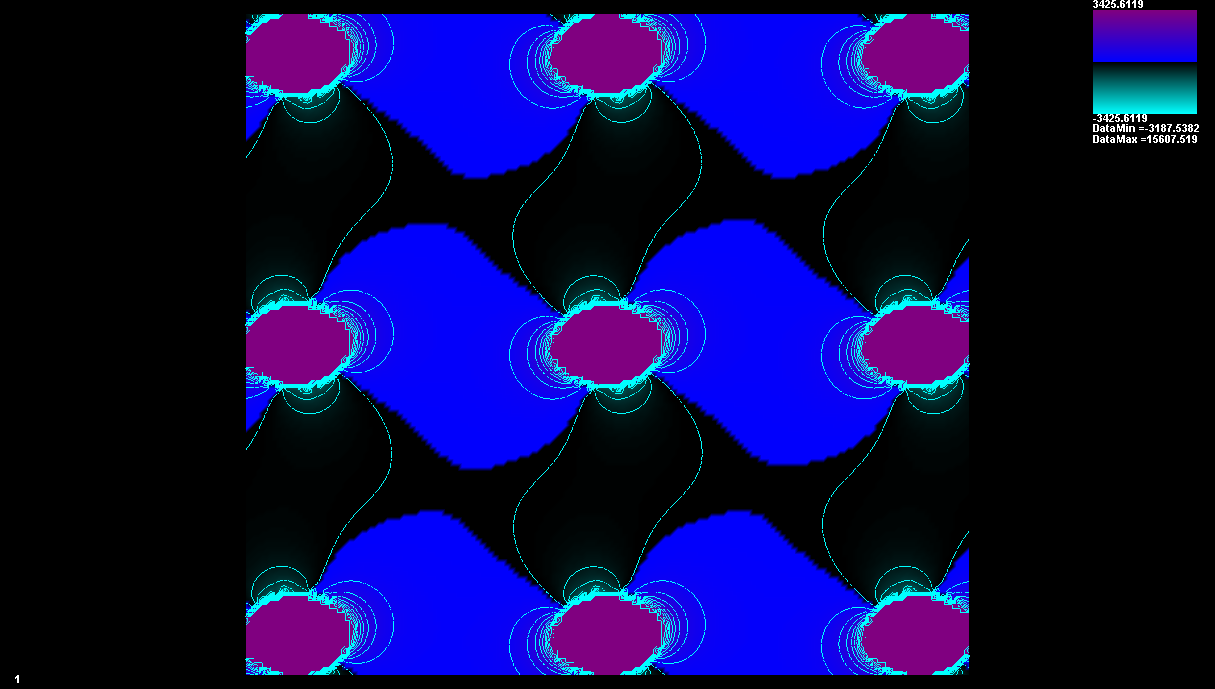 3425.6119
-3425.6119
DataMin =-3187.5382
DataMax =15607.519
1